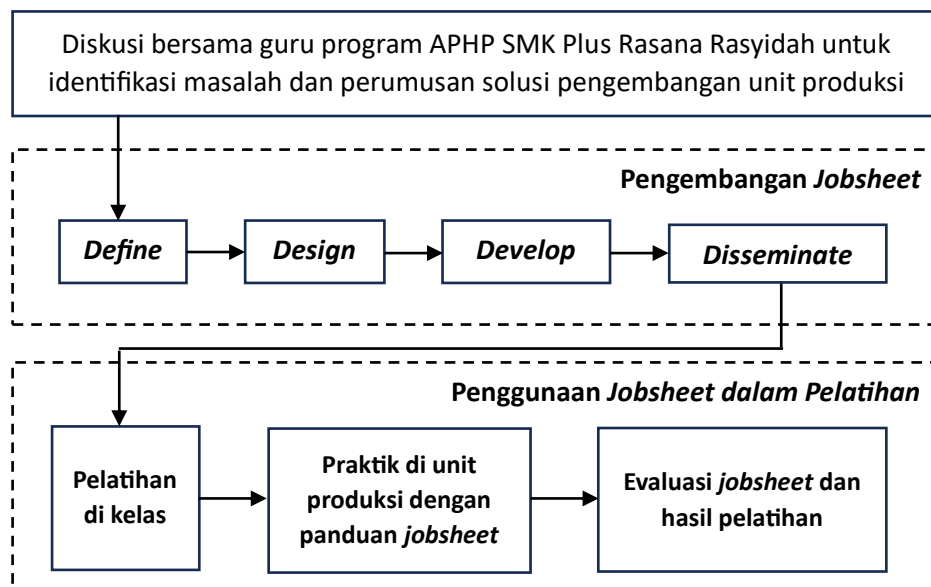 Diskusi bersama guru program APHP SMK Plus Rasana Rasyidah untuk
identifikasi masalah dan perumusan solusi pengembangan unit produksi
Pengembangan Jobsheet
Define
Design
Develop
Disseminate
Penggunaan Jobsheet dalam Pelatihan
Pelatihan
di kelas
Praktik di unit
produksi dengan
panduan jobsheet
Evaluasi jobsheet dan
hasil pelatihan